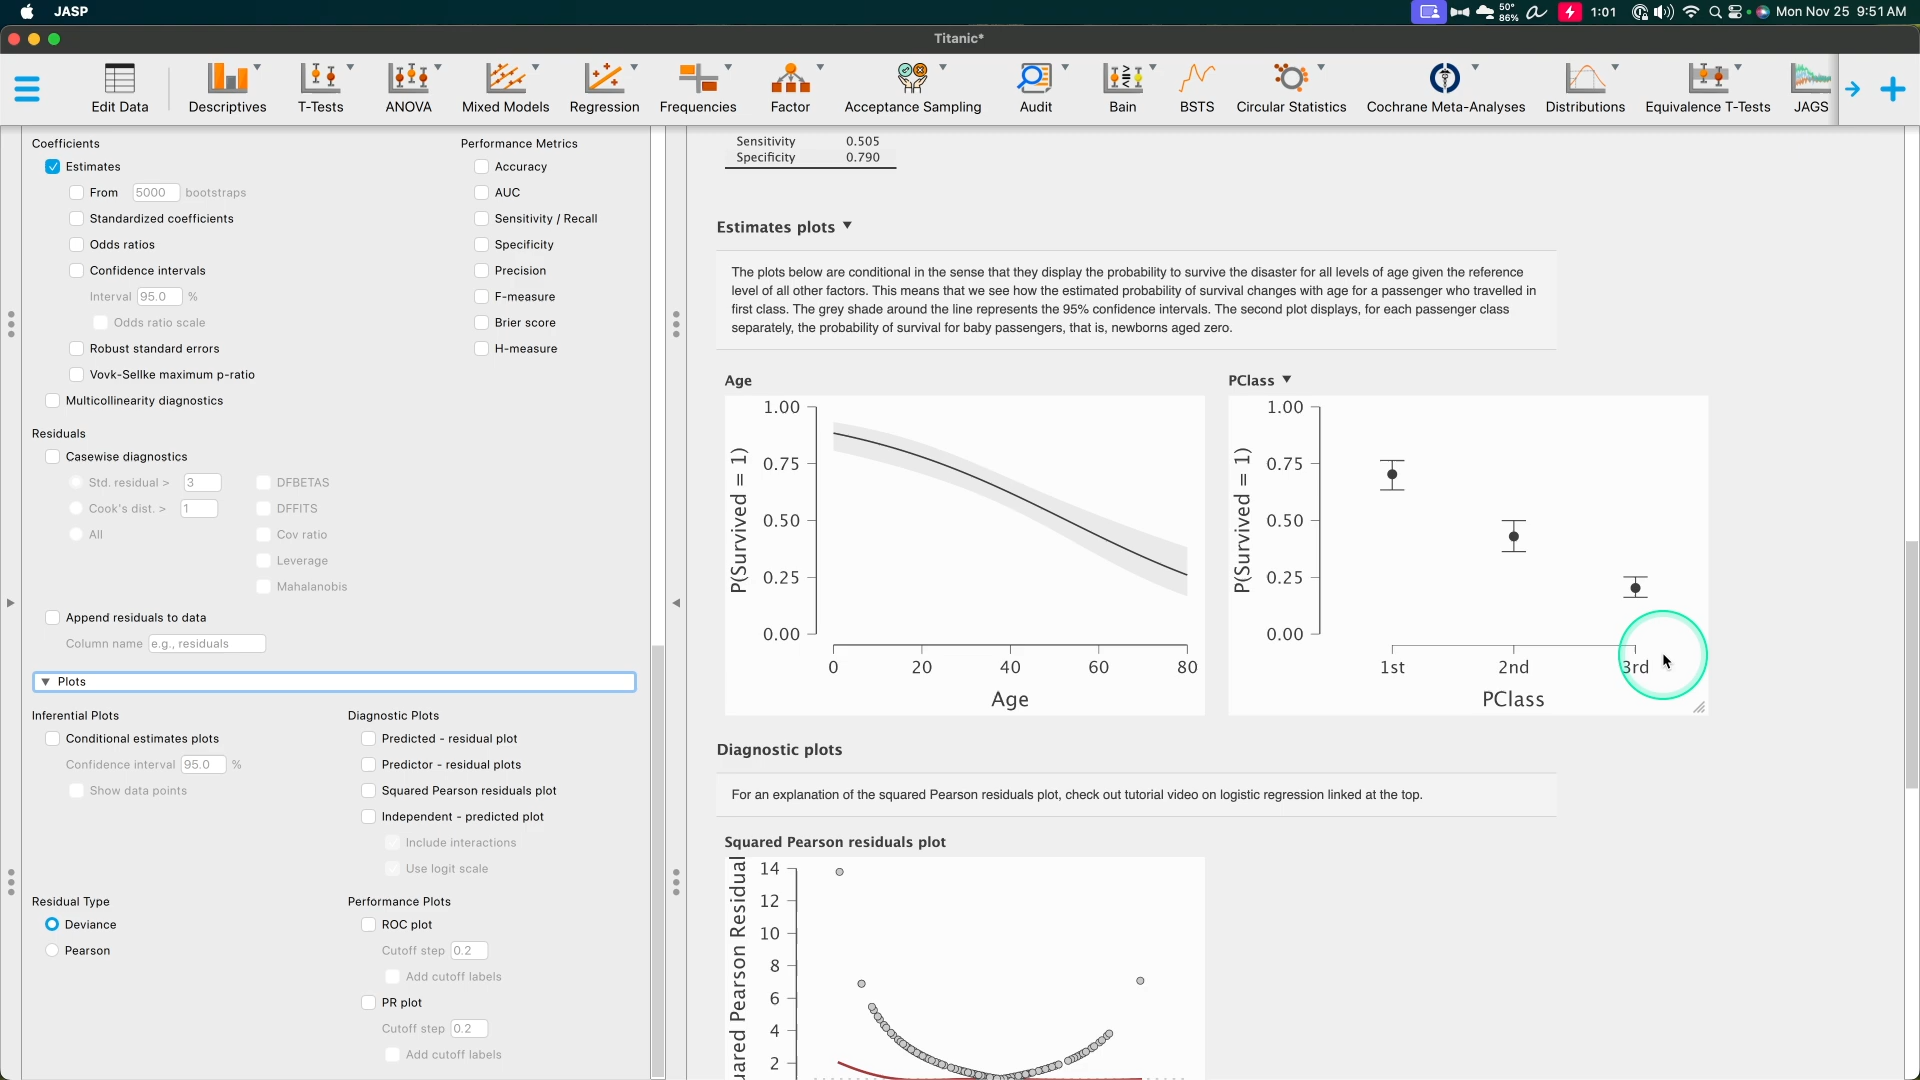 JASP
50°
86%
1:01
Mon Nov 25 9:51 AM
Titanic*
Edit Data
Descriptives
T-Tests
ANOVA
Mixed Models
Regression
Frequencies
Factor
Acceptance Sampling
Audit
Bain
BSTS
Circular Statistics
Cochrane Meta-Analyses
Distributions
Equivalence T-Tests
JAGS
Coefficients
Estimates
From 5000 bootstraps
Standardized coefficients
Odds ratios
Confidence intervals
Interval 95.0 %
Odds ratio scale
Robust standard errors
Vovk-Sellke maximum p-ratio
Multicollinearity diagnostics
Performance Metrics
Accuracy
AUC
Sensitivity / Recall
Specificity
Precision
F-measure
Brier score
H-measure
Residuals
Casewise diagnostics
Std. residual > 3
Cook's dist. > 1
All
DFBETAS
DFFITS
Cov ratio
Leverage
Mahalanobis
Append residuals to data
Column name e.g., residuals
Plots
Inferential Plots
Conditional estimates plots
Confidence interval 95.0 %
Show data points
Diagnostic Plots
Predicted - residual plot
Predictor - residual plots
Squared Pearson residuals plot
Independent - predicted plot
Include interactions
Use logit scale
Residual Type
Deviance
Pearson
Performance Plots
ROC plot
Cutoff step 0.2
Add cutoff labels
PR plot
Cutoff step 0.2
Add cutoff labels
Sensitivity 0.505
Specificity 0.790
Estimates plots
The plots below are conditional in the sense that they display the probability to survive the disaster for all levels of age given the reference
level of all other factors. This means that we see how the estimated probability of survival changes with age for a passenger who travelled in
first class. The grey shade around the line represents the 95% confidence intervals. The second plot displays, for each passenger class
separately, the probability of survival for baby passengers, that is, newborns aged zero.
Age
P(Survived = 1)
1.00
0.75
0.50
0.25
0.00
0 20 40 60 80
Age
PClass
P(Survived = 1)
1.00
0.75
0.50
0.25
0.00
1st 2nd 3rd
PClass
Diagnostic plots
For an explanation of the squared Pearson residuals plot, check out tutorial video on logistic regression linked at the top.
Squared Pearson residuals plot
uared Pearson Residual
14
12
10
8
6
4
2